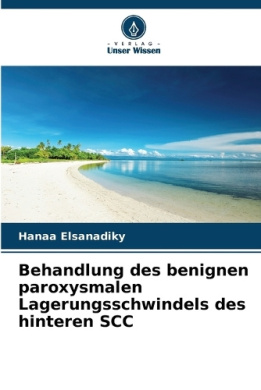 - VERLAG -
Unser Wissen
Hanaa Elsanadiky
Behandlung des benignen
paroxysmalen
Lagerungsschwindels des
hinteren SCC